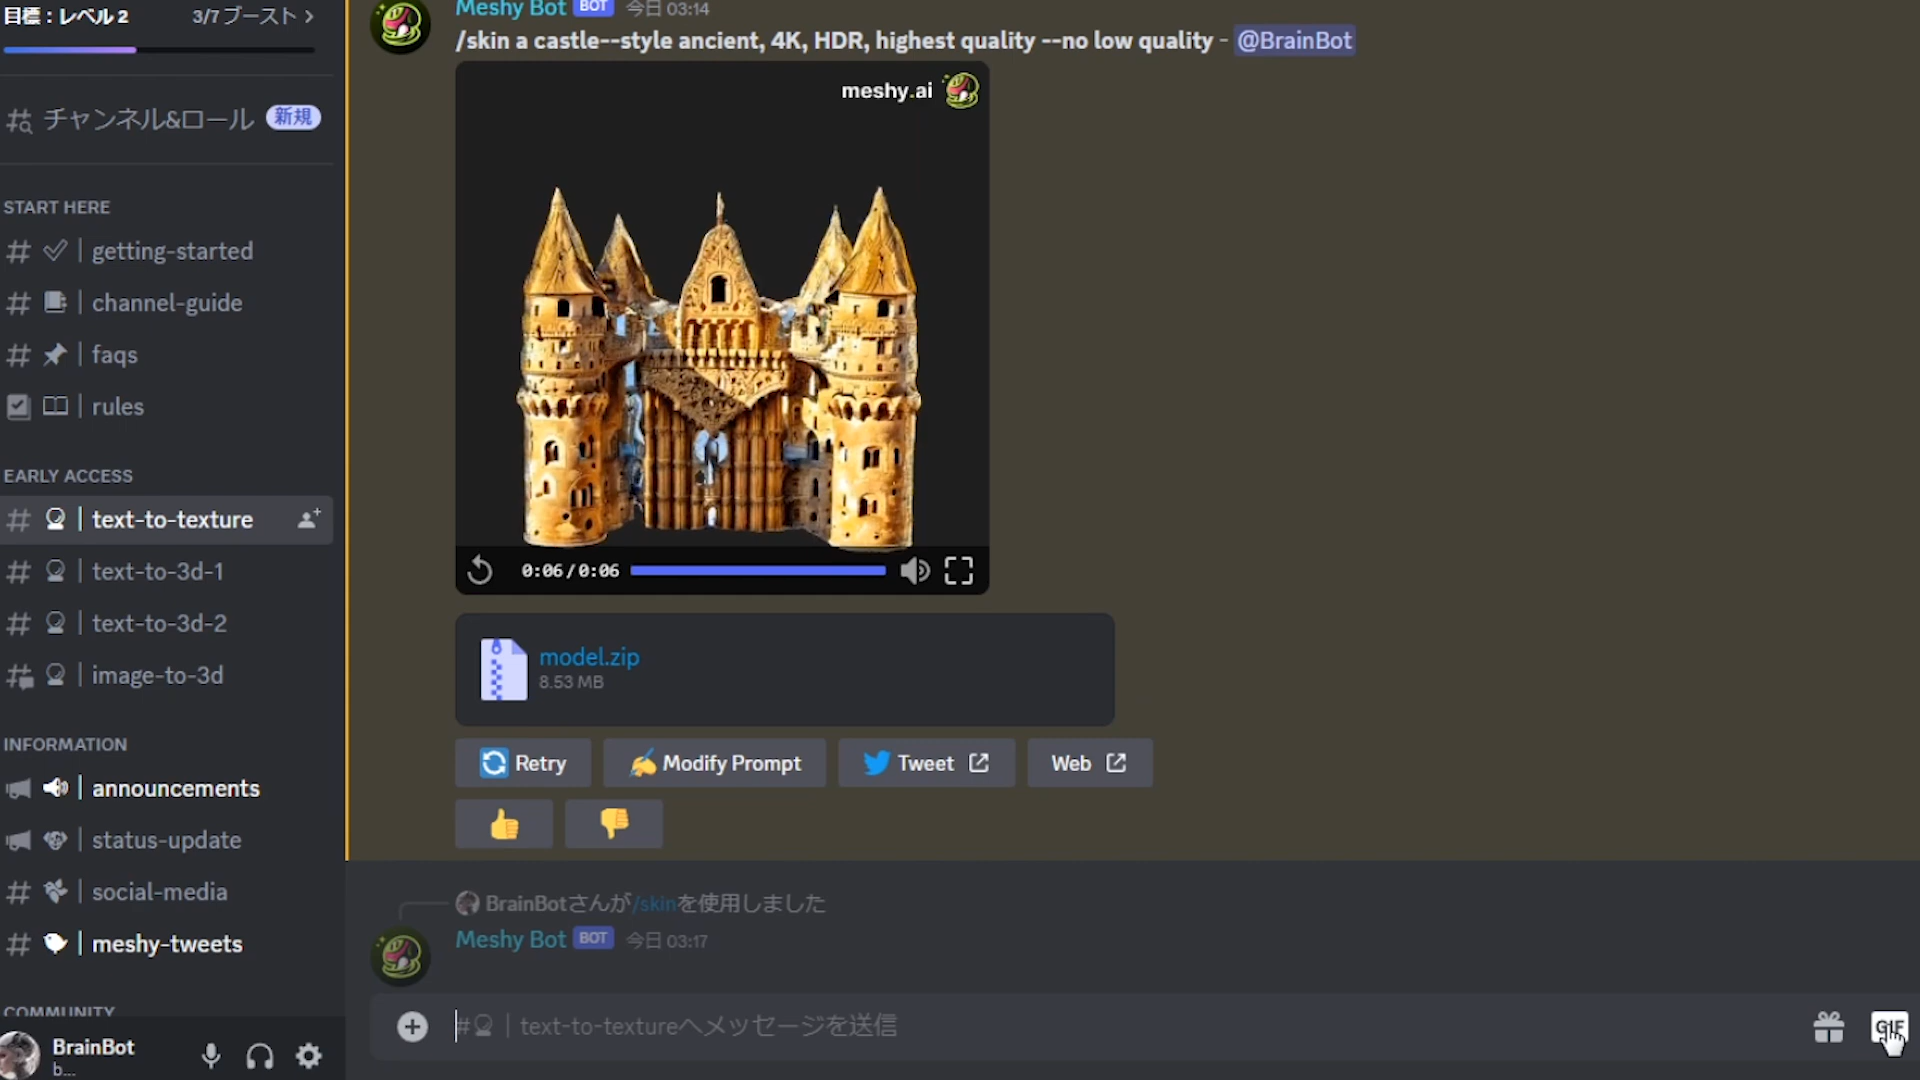 目標：レベル 2
3/7 ブースト
チャンネル&ロール 新規
START HERE
getting-started
channel-guide
faqs
rules
EARLY ACCESS
text-to-texture
text-to-3d-1
text-to-3d-2
image-to-3d
INFORMATION
announcements
status-update
social-media
meshy-tweets
COMMUNITY
BrainBot
b...
Meshy Bot BOT 今日 03:14
/skin a castle--style ancient, 4K, HDR, highest quality --no low quality - @BrainBot
meshy.ai
0:06/0:06
model.zip
8.53 MB
Retry
Modify Prompt
Tweet
Web
BrainBotさんが/skinを使用しました
Meshy Bot BOT 今日 03:17
# | text-to-textureへメッセージを送信
GIF